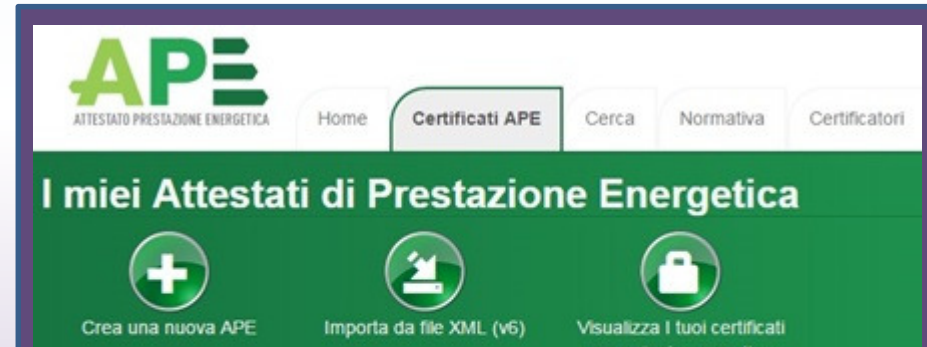 APE
ATTESTATO PRESTAZIONE ENERGETICA
Home
Certificati APE
Cerca
Normativa
Certificatori
I miei Attestati di Prestazione Energetica
Crea una nuova APE
Importa da file XML (v6)
Visualizza I tuoi certificati